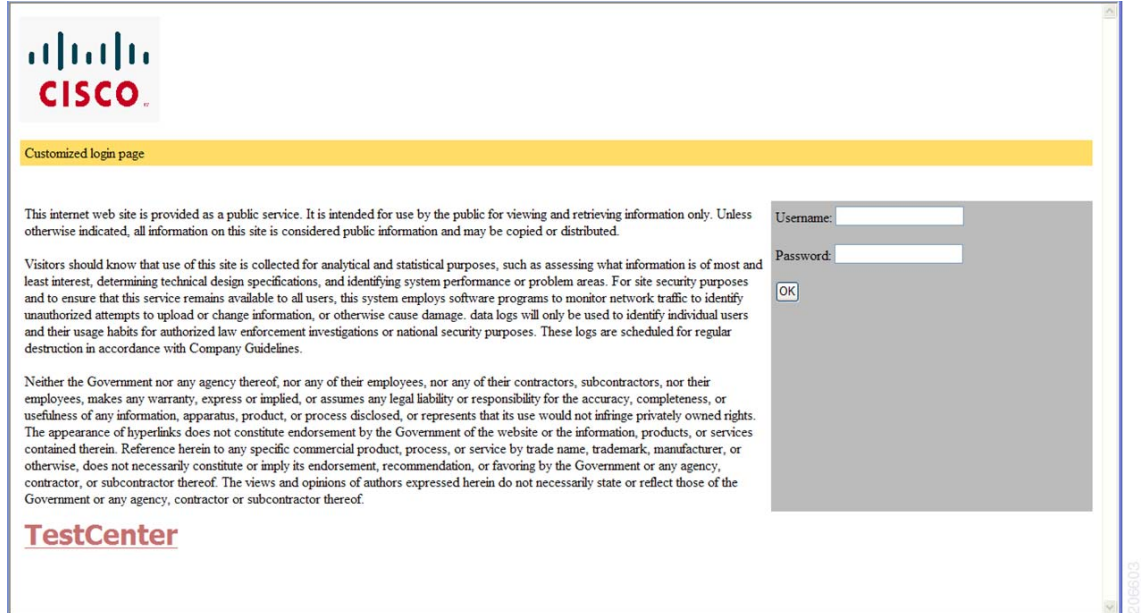 CISCO
Customized login page
This internet web site is provided as a public service. It is intended for use by the public for viewing and retrieving information only. Unless
otherwise indicated, all information on this site is considered public information and may be copied or distributed.
Visitors should know that use of this site is collected for analytical and statistical purposes, such as assessing what information is of most and
least interest, determining technical design specifications, and identifying system performance or problem areas. For site security purposes
and to ensure that this service remains available to all users, this system employs software programs to monitor network traffic to identify
unauthorized attempts to upload or change information, or otherwise cause damage. data logs will only be used to identify individual users
and their usage habits for authorized law enforcement investigations or national security purposes. These logs are scheduled for regular
destruction in accordance with Company Guidelines.
Neither the Government nor any agency thereof, nor any of their employees, nor any of their contractors, subcontractors, nor their
employees, makes any warranty, express or implied, or assumes any legal liability or responsibility for the accuracy, completeness, or
usefulness of any information, apparatus, product, or process disclosed, or represents that its use would not infringe privately owned rights.
The appearance of hyperlinks does not constitute endorsement by the Government of the website or the information, products, or services
contained therein. Reference herein to any specific commercial product, process, or service by trade name, trademark, manufacturer, or
otherwise, does not necessarily constitute or imply its endorsement, recommendation, or favoring by the Government or any agency,
contractor, or subcontractor thereof. The views and opinions of authors expressed herein do not necessarily state or reflect those of the
Government or any agency, contractor or subcontractor thereof.
TestCenter
Username:
Password:
OK
206603